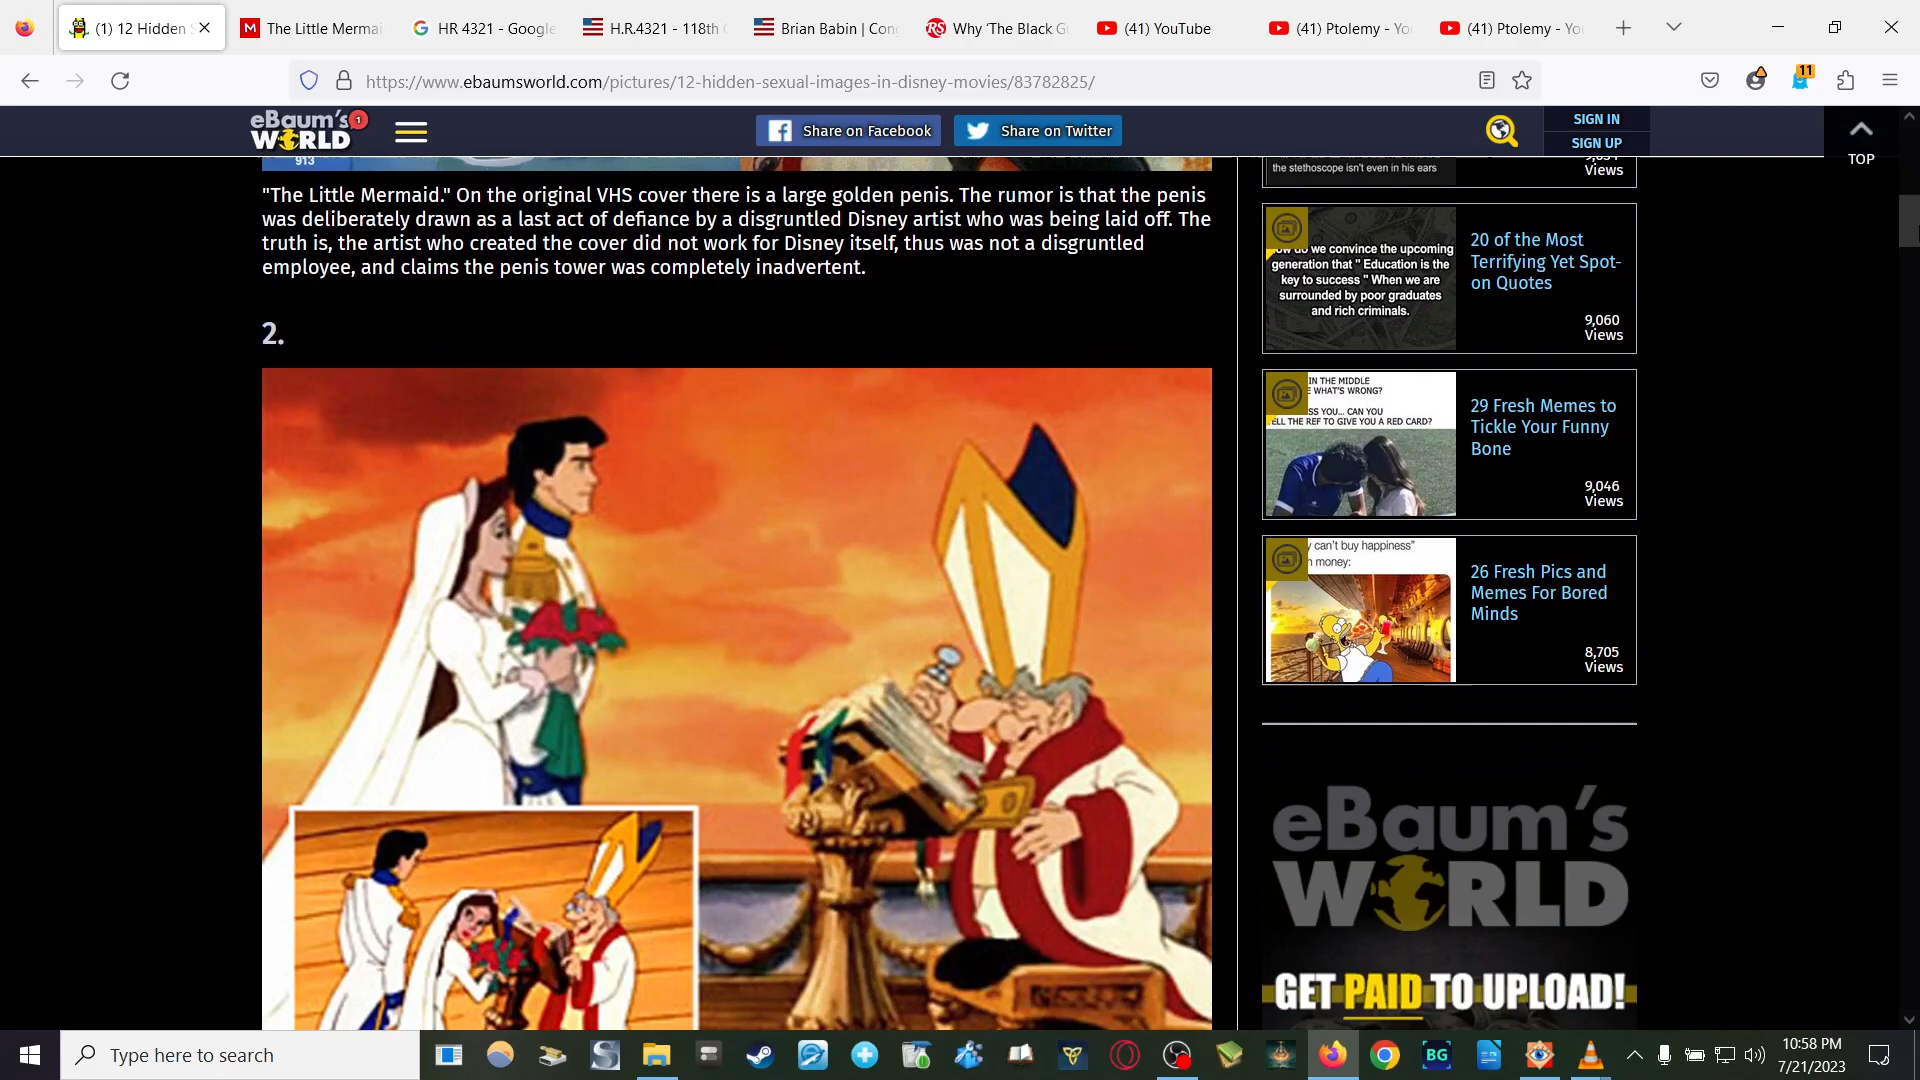 (1) 12 Hidden S
The Little Mermai
HR 4321 - Google
H.R.4321 - 118th
Brian Babin | Con
Why 'The Black G
(41) YouTube
(41) Ptolemy - Yo
(41) Ptolemy - Yo
https://www.ebaumsworld.com/pictures/12-hidden-sexual-images-in-disney-movies/83782825/
11
eBaum's
WORLD
1
Share on Facebook
Share on Twitter
SIGN IN
SIGN UP
TOP
913
"The Little Mermaid." On the original VHS cover there is a large golden penis. The rumor is that the penis
was deliberately drawn as a last act of defiance by a disgruntled Disney artist who was being laid off. The
truth is, the artist who created the cover did not work for Disney itself, thus was not a disgruntled
employee, and claims the penis tower was completely inadvertent.
2.
the stethoscope isn't even in his ears
Views
we convince the upcoming
generation that " Education is the
key to success " When we are
surrounded by poor graduates
and rich criminals.
20 of the Most
Terrifying Yet Spot-
on Quotes
9,060
Views
IN THE MIDDLE
WHAT'S WRONG?
SS YOU... CAN YOU
ELL THE REF TO GIVE YOU A RED CARD?
29 Fresh Memes to
Tickle Your Funny
Bone
9,046
Views
y can't buy happiness"
money:
26 Fresh Pics and
Memes For Bored
Minds
8,705
Views
eBaum's
WORLD
GET PAID TO UPLOAD!
Type here to search
BG
10:58 PM
7/21/2023